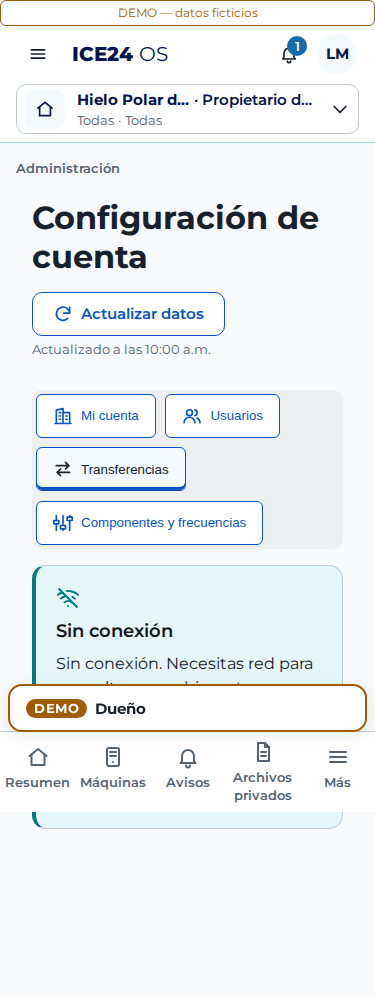 DEMO — datos ficticios
ICE24 OS
1
LM
Hielo Polar d... · Propietario d...
Todas · Todas
Administración
Configuración de
cuenta
Actualizar datos
Actualizado a las 10:00 a.m.
Mi cuenta
Usuarios
Transferencias
Componentes y frecuencias
Sin conexión
Sin conexión. Necesitas red para
DEMO Dueño
Resumen
Máquinas
Avisos
Archivos
privados
Más